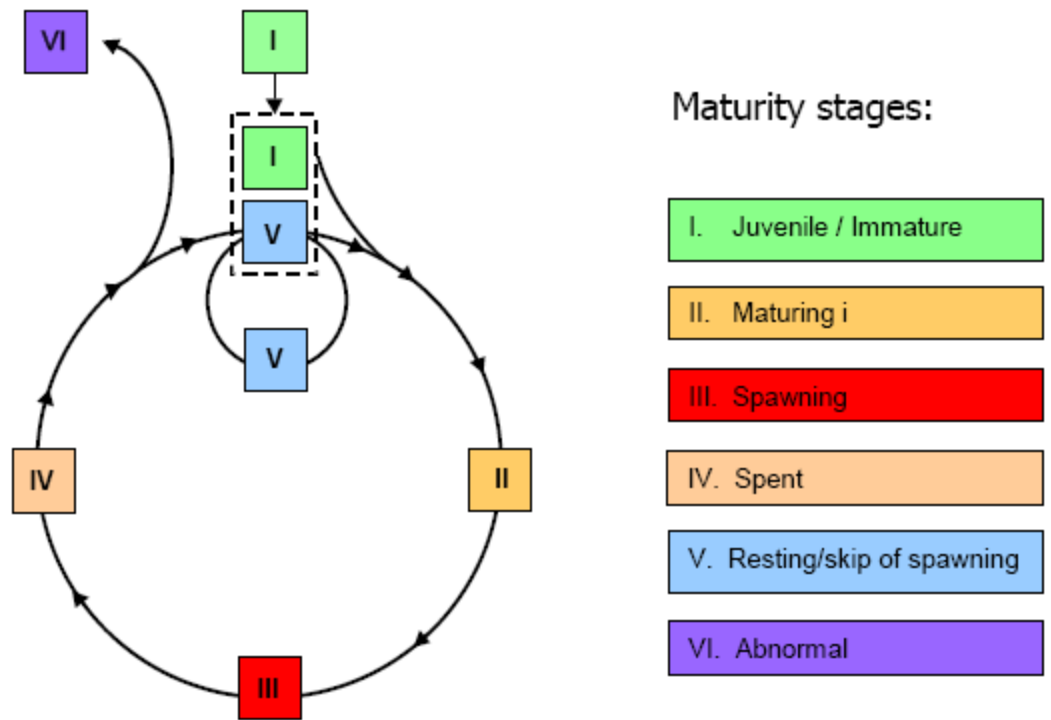 VI
I
Maturity stages:
I
I. Juvenile / Immature
V
II. Maturing i
V
III. Spawning
IV
II
IV. Spent
V. Resting/skip of spawning
III
VI. Abnormal